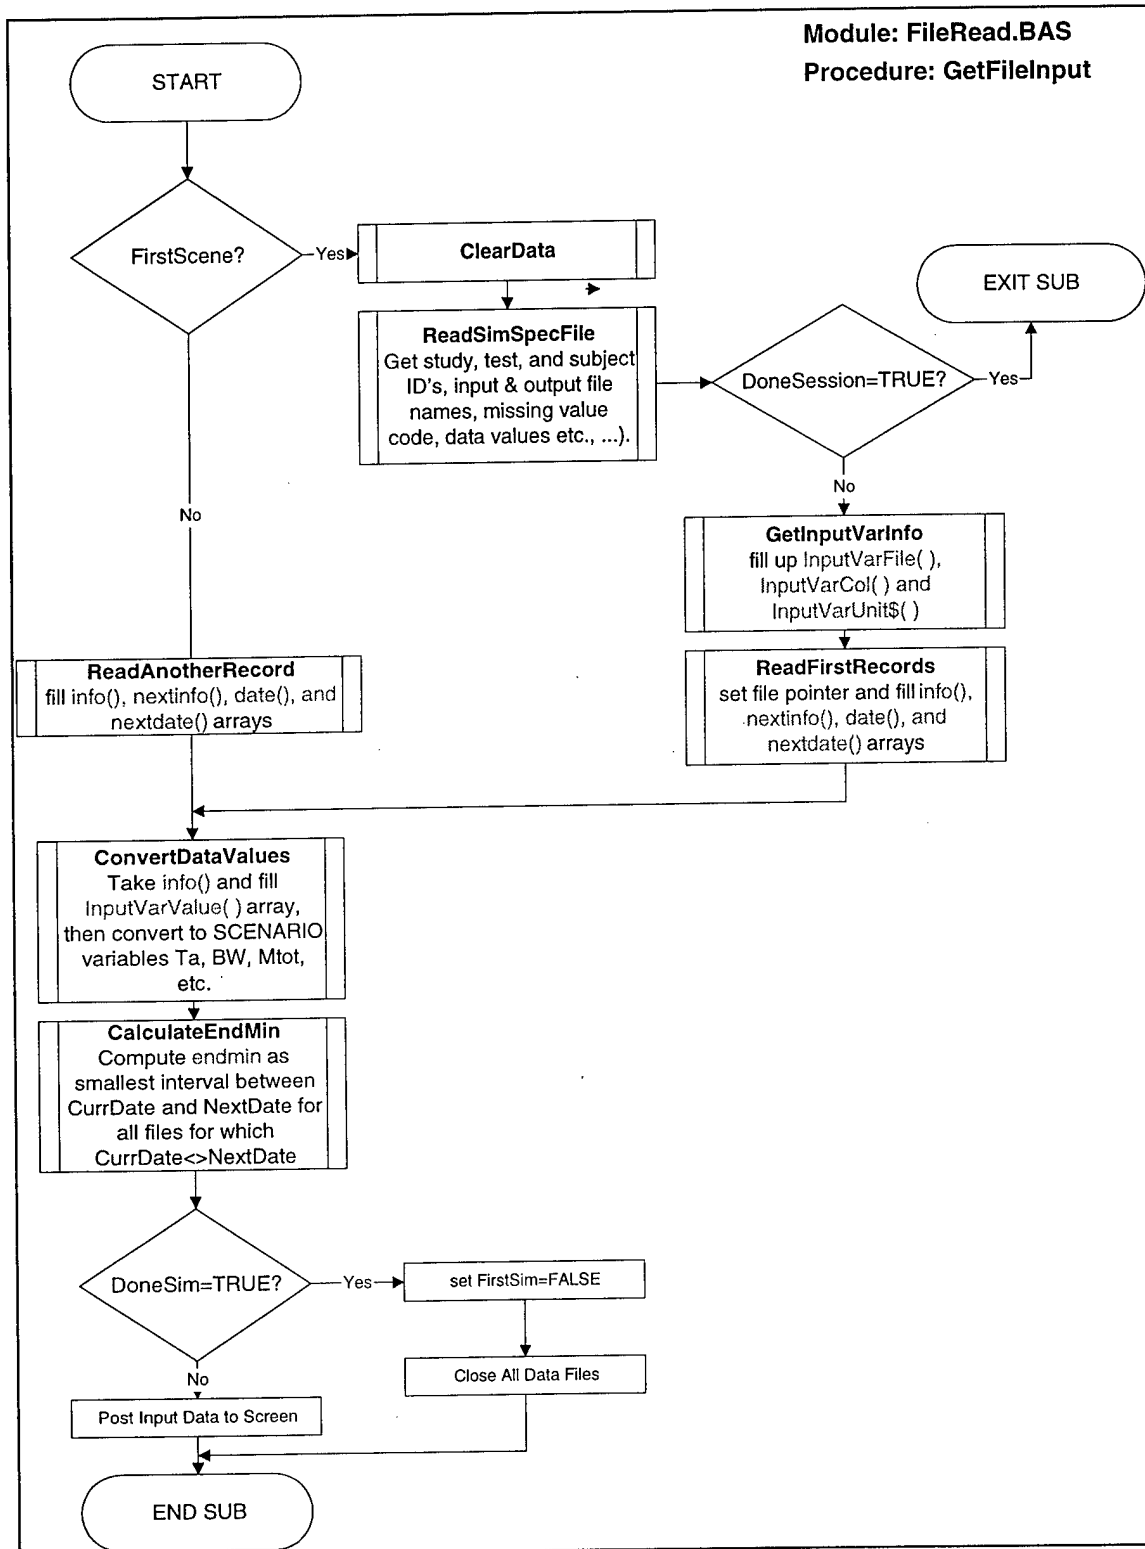 Module: FileRead.BAS
Procedure: GetFileInput
START
FirstScene?
Yes
ClearData
EXIT SUB
ReadSimSpecFile
Get study, test, and subject
ID's, input & output file
names, missing value
code, data values etc., ...).
DoneSession=TRUE?
Yes
No
No
GetInputVarInfo
fill up InputVarFile( ),
InputVarCol( ) and
InputVarUnit$( )
ReadAnotherRecord
fill info(), nextinfo(), date(), and
nextdate() arrays
ReadFirstRecords
set file pointer and fill info(),
nextinfo(), date(), and
nextdate() arrays
ConvertDataValues
Take info() and fill
InputVarValue( ) array,
then convert to SCENARIO
variables Ta, BW, Mtot,
etc.
CalculateEndMin
Compute endmin as
smallest interval between
CurrDate and NextDate for
all files for which
CurrDate<>NextDate
DoneSim=TRUE?
Yes
set FirstSim=FALSE
No
Close All Data Files
Post Input Data to Screen
END SUB